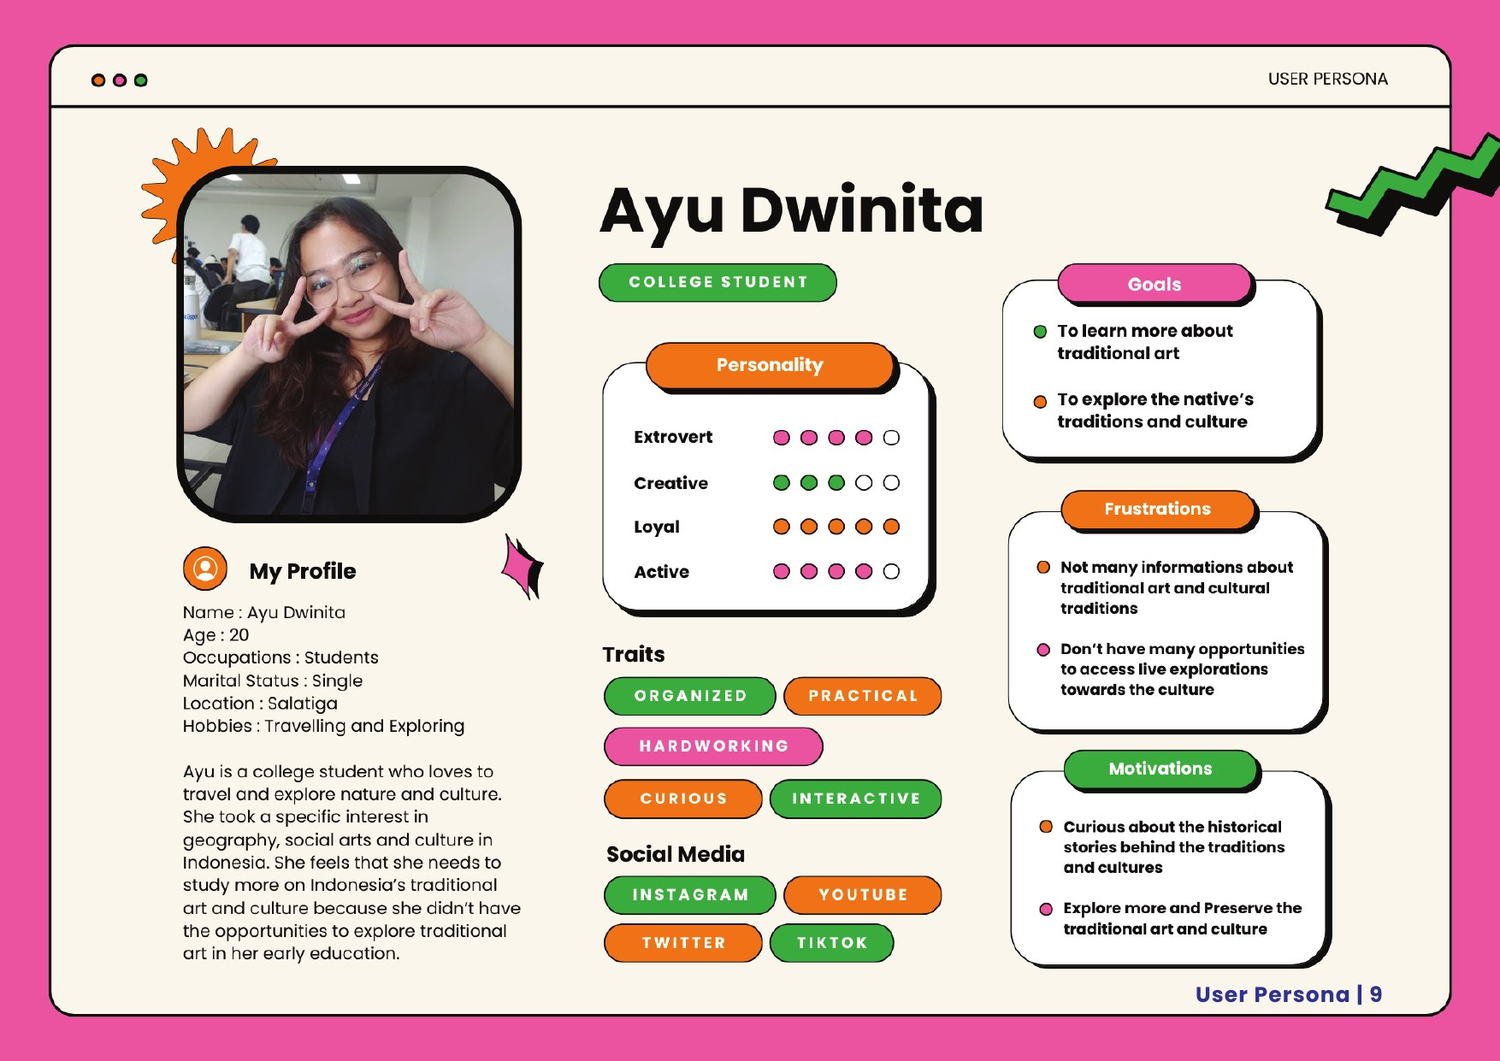 USER PERSONA
Ayu Dwinita
COLLEGE STUDENT
My Profile
Name : Ayu Dwinita
Age : 20
Occupations : Students
Marital Status : Single
Location : Salatiga
Hobbies : Travelling and Exploring
Ayu is a college student who loves to
travel and explore nature and culture.
She took a specific interest in
geography, social arts and culture in
Indonesia. She feels that she needs to
study more on Indonesia’s traditional
art and culture because she didn’t have
the opportunities to explore traditional
art in her early education.
Personality
Extrovert
Creative
Loyal
Active
Traits
ORGANIZED
PRACTICAL
HARDWORKING
CURIOUS
INTERACTIVE
Social Media
INSTAGRAM
YOUTUBE
TWITTER
TIKTOK
Goals
To learn more about
traditional art
To explore the native’s
traditions and culture
Frustrations
Not many informations about
traditional art and cultural
traditions
Don’t have many opportunities
to access live explorations
towards the culture
Motivations
Curious about the historical
stories behind the traditions
and cultures
Explore more and Preserve the
traditional art and culture
User Persona | 9